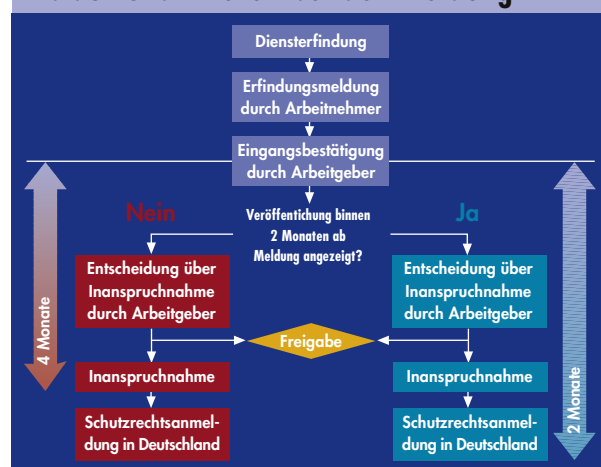 Diensterfindung
Erfindungsmeldung
durch Arbeitnehmer
Eingangsbestätigung
durch Arbeitgeber
Nein
Veröffentichung binnen
2 Monaten ab
Meldung angezeigt?
Ja
Entscheidung über
Inanspruchnahme
durch Arbeitgeber
Entscheidung über
Inanspruchnahme
durch Arbeitgeber
4 Monate
Freigabe
Inanspruchnahme
Inanspruchnahme
Schutzrechtsanmel-
dung in Deutschland
Schutzrechtsanmel-
dung in Deutschland
2 Monate